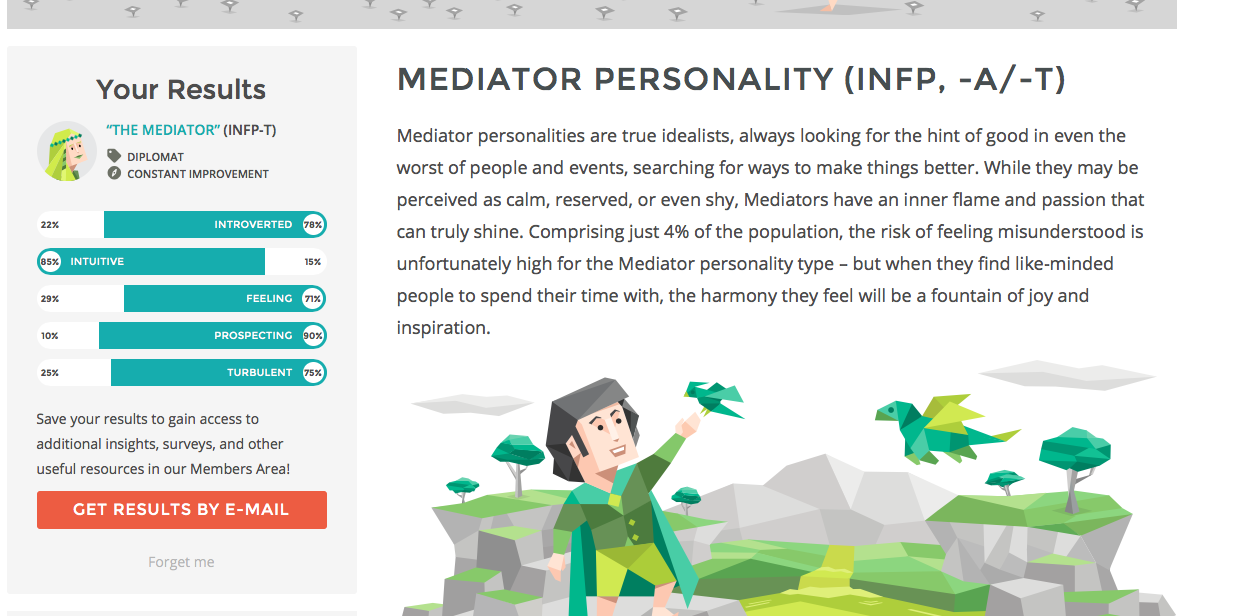 Your Results
“THE MEDIATOR” (INFP-T)
DIPLOMAT
CONSTANT IMPROVEMENT
22% INTROVERTED 78%
85% INTUITIVE 15%
29% FEELING 71%
10% PROSPECTING 90%
25% TURBULENT 75%
Save your results to gain access to
additional insights, surveys, and other
useful resources in our Members Area!
GET RESULTS BY E-MAIL
Forget me
MEDIATOR PERSONALITY (INFP, -A/-T)
Mediator personalities are true idealists, always looking for the hint of good in even the
worst of people and events, searching for ways to make things better. While they may be
perceived as calm, reserved, or even shy, Mediators have an inner flame and passion that
can truly shine. Comprising just 4% of the population, the risk of feeling misunderstood is
unfortunately high for the Mediator personality type – but when they find like-minded
people to spend their time with, the harmony they feel will be a fountain of joy and
inspiration.